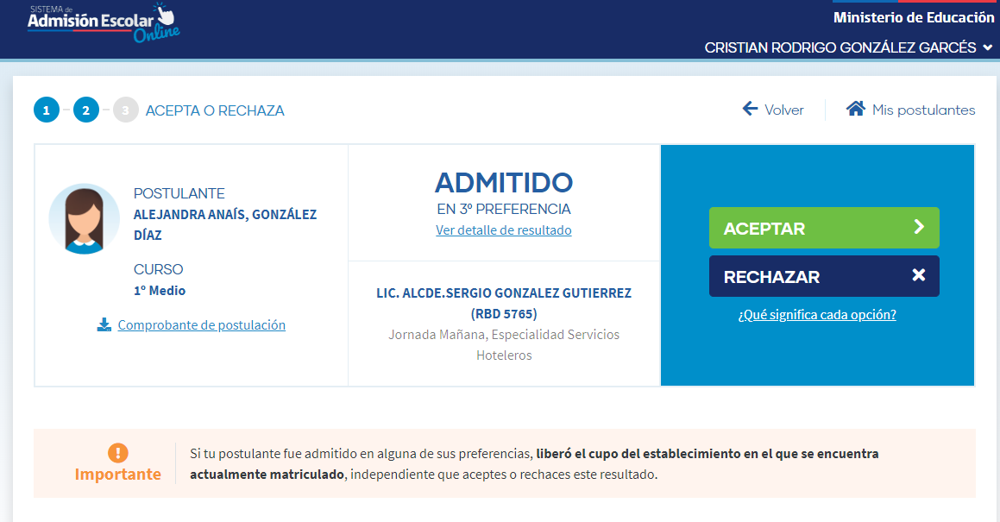 SISTEMA de
Admisión Escolar
Online
Ministerio de Educación
CRISTIAN RODRIGO GONZÁLEZ GARCÉS
1 2 3 ACEPTA O RECHAZA
Volver
Mis postulantes
POSTULANTE
ALEJANDRA ANAÍS, GONZÁLEZ
DÍAZ
CURSO
1º Medio
Comprobante de postulación
ADMITIDO
EN 3º PREFERENCIA
Ver detalle de resultado
LIC. ALCDE.SERGIO GONZALEZ GUTIERREZ
(RBD 5765)
Jornada Mañana, Especialidad Servicios
Hoteleros
ACEPTAR
RECHAZAR
¿Qué significa cada opción?
Importante
Si tu postulante fue admitido en alguna de sus preferencias, liberó el cupo del establecimiento en el que se encuentra
actualmente matriculado, independiente que aceptes o rechaces este resultado.